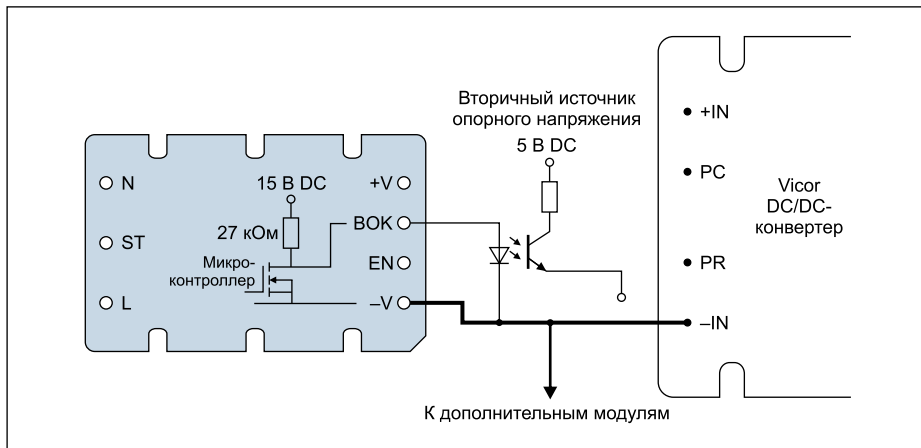 Вторичный источник
опорного напряжения
5 В DC
+IN
PC
Vicor
DC/DC-
конвертер
PR
–IN
N
ST
L
15 В DC
27 кОм
Микро-
контроллер
+V
BOK
EN
–V
К дополнительным модулям